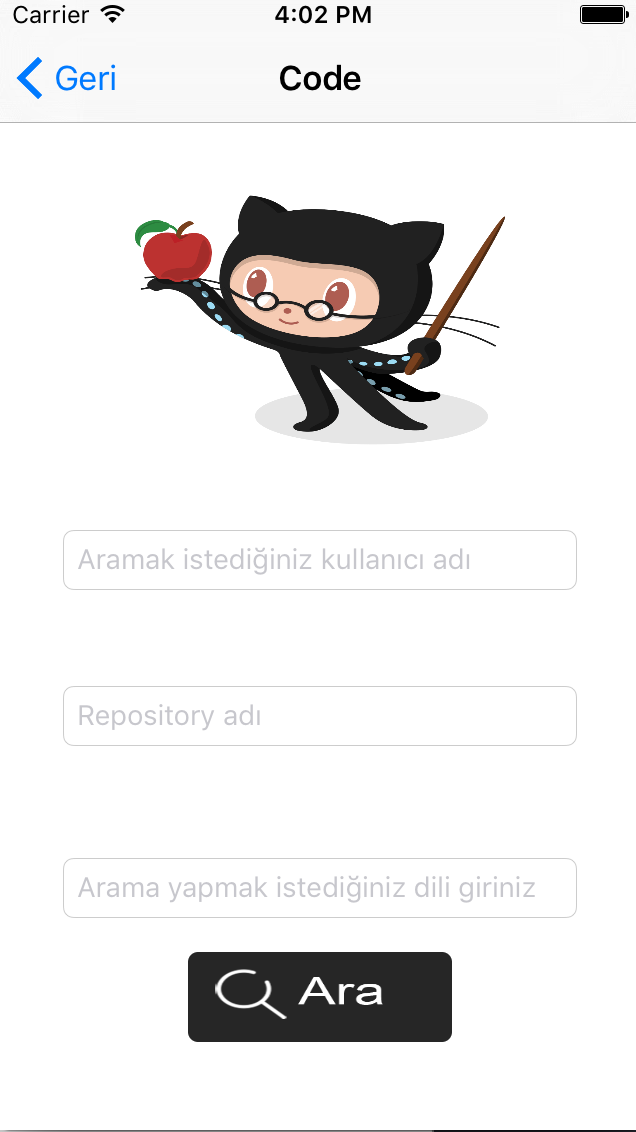 Carrier 4:02 PM
Geri Code
Aramak istediğiniz kullanıcı adı
Repository adı
Arama yapmak istediğiniz dili giriniz
Ara